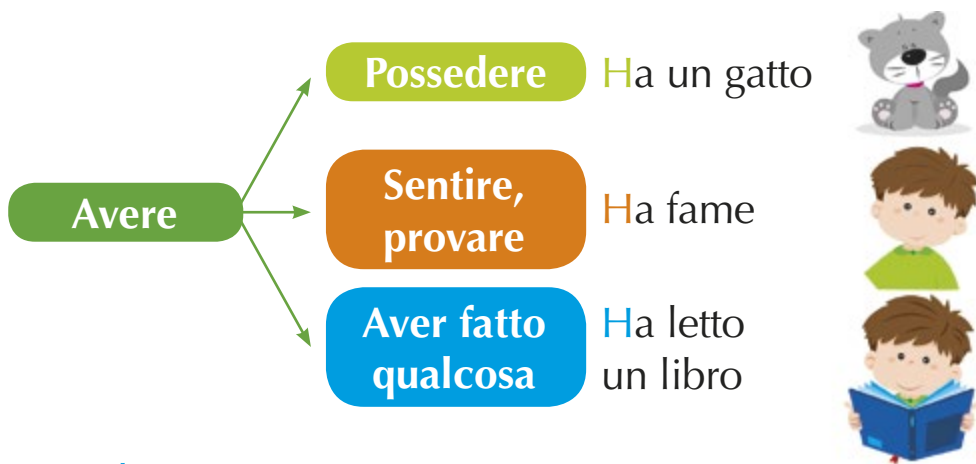 Avere
Possedere
Ha un gatto
Sentire,
provare
Ha fame
Aver fatto
qualcosa
Ha letto
un libro